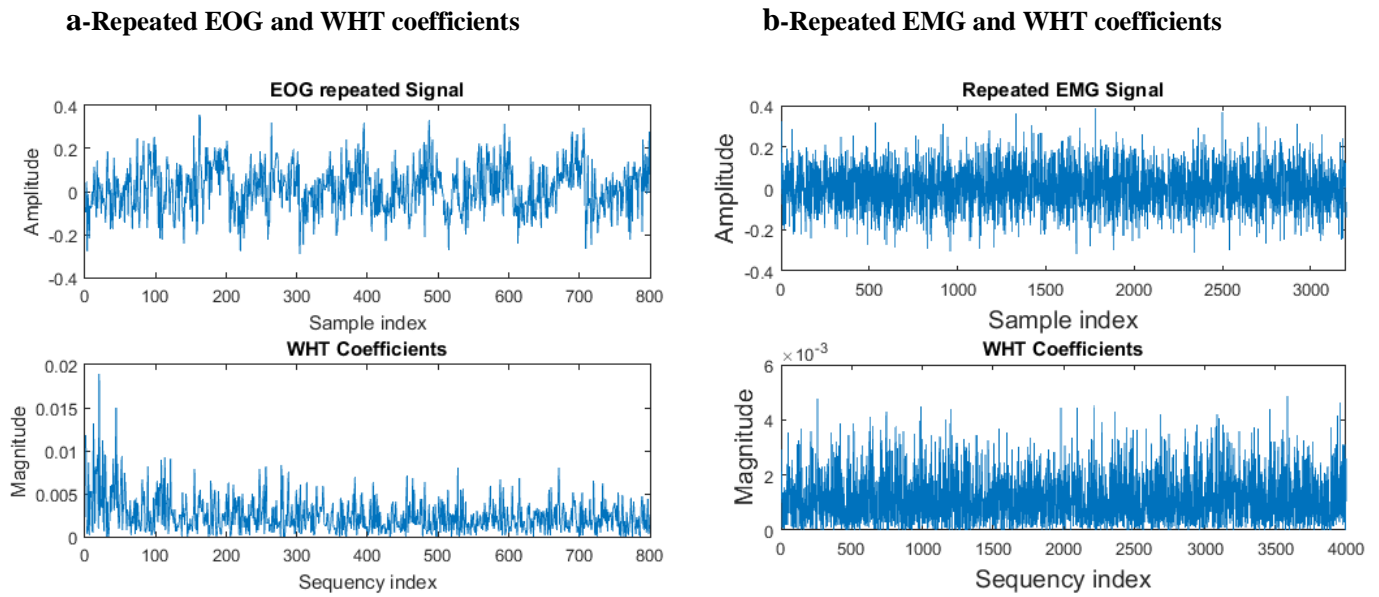 a-Repeated EOG and WHT coefficients
EOG repeated Signal
Amplitude
0.4
0.2
0
-0.2
-0.4
0 100 200 300 400 500 600 700 800
Sample index
WHT Coefficients
Magnitude
0.02
0.015
0.01
0.005
0
0 100 200 300 400 500 600 700 800
Sequency index
b-Repeated EMG and WHT coefficients
Repeated EMG Signal
Amplitude
0.4
0.2
0
-0.2
-0.4
0 500 1000 1500 2000 2500 3000
Sample index
WHT Coefficients
× 10⁻³
Magnitude
6
4
2
0
0 500 1000 1500 2000 2500 3000 3500 4000
Sequency index